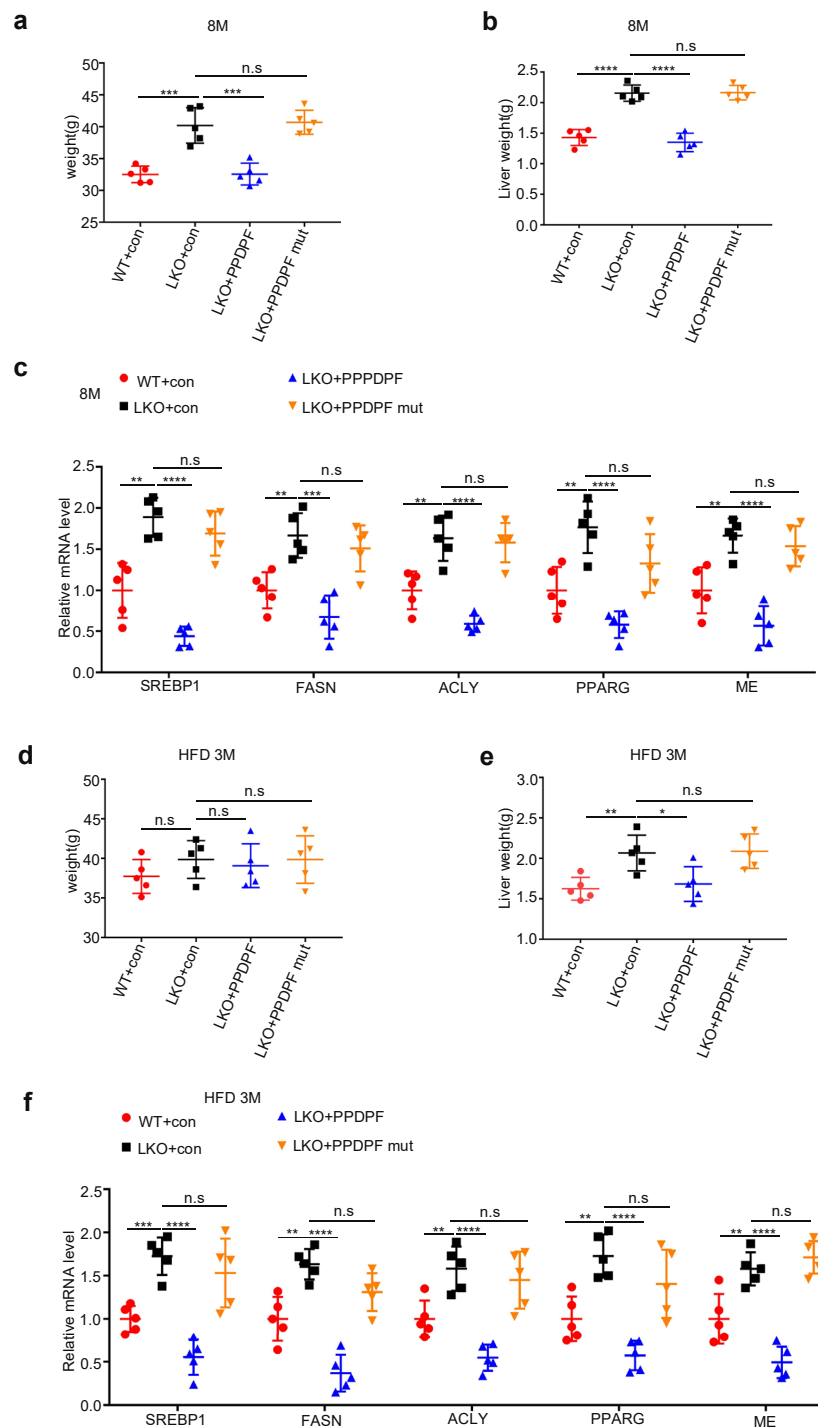 a
8M
n.s
*** ***
45
40
35
30
25
weight(g)
WT+con
LKO+con
LKO+PPDPF
LKO+PPDPF mut
b
8M
n.s
**** ****
2.5
2.0
1.5
1.0
0.5
0.0
Liver weight(g)
WT+con
LKO+con
LKO+PPDPF
LKO+PPDPF mut
c
8M
WT+con
LKO+con
LKO+PPPDPF
LKO+PPDPF mut
2.5
2.0
1.5
1.0
0.5
0.0
Relative mRNA level
n.s
** ****
n.s
** ***
n.s
** ****
n.s
** ****
n.s
** ****
SREBP1 FASN ACLY PPARG ME
d
HFD 3M
n.s
n.s n.s
50
45
40
35
30
weight(g)
WT+con
LKO+con
LKO+PPDPF
LKO+PPDPF mut
e
HFD 3M
n.s
** *
3.0
2.5
2.0
1.5
1.0
Liver weight(g)
WT+con
LKO+con
LKO+PPDPF
LKO+PPDPF mut
f
HFD 3M
WT+con
LKO+con
LKO+PPDPF
LKO+PPDPF mut
2.5
2.0
1.5
1.0
0.5
0.0
Relative mRNA level
n.s
*** ****
n.s
** ****
n.s
** ****
n.s
** ****
n.s
** ****
SREBP1 FASN ACLY PPARG ME